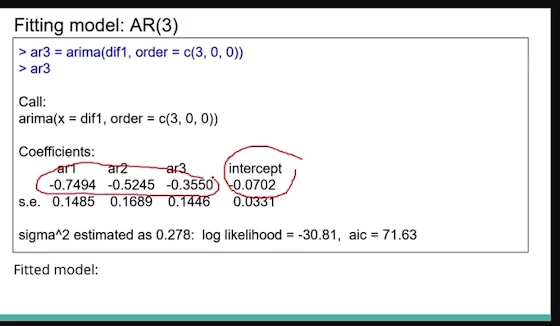 Fitting model: AR(3)
> ar3 = arima(dif1, order = c(3, 0, 0))
> ar3
Call:
arima(x = dif1, order = c(3, 0, 0))
Coefficients:
ar1 ar2 ar3 intercept
-0.7494 -0.5245 -0.3550 -0.0702
s.e. 0.1485 0.1689 0.1446 0.0331
sigma^2 estimated as 0.278: log likelihood = -30.81, aic = 71.63
Fitted model: